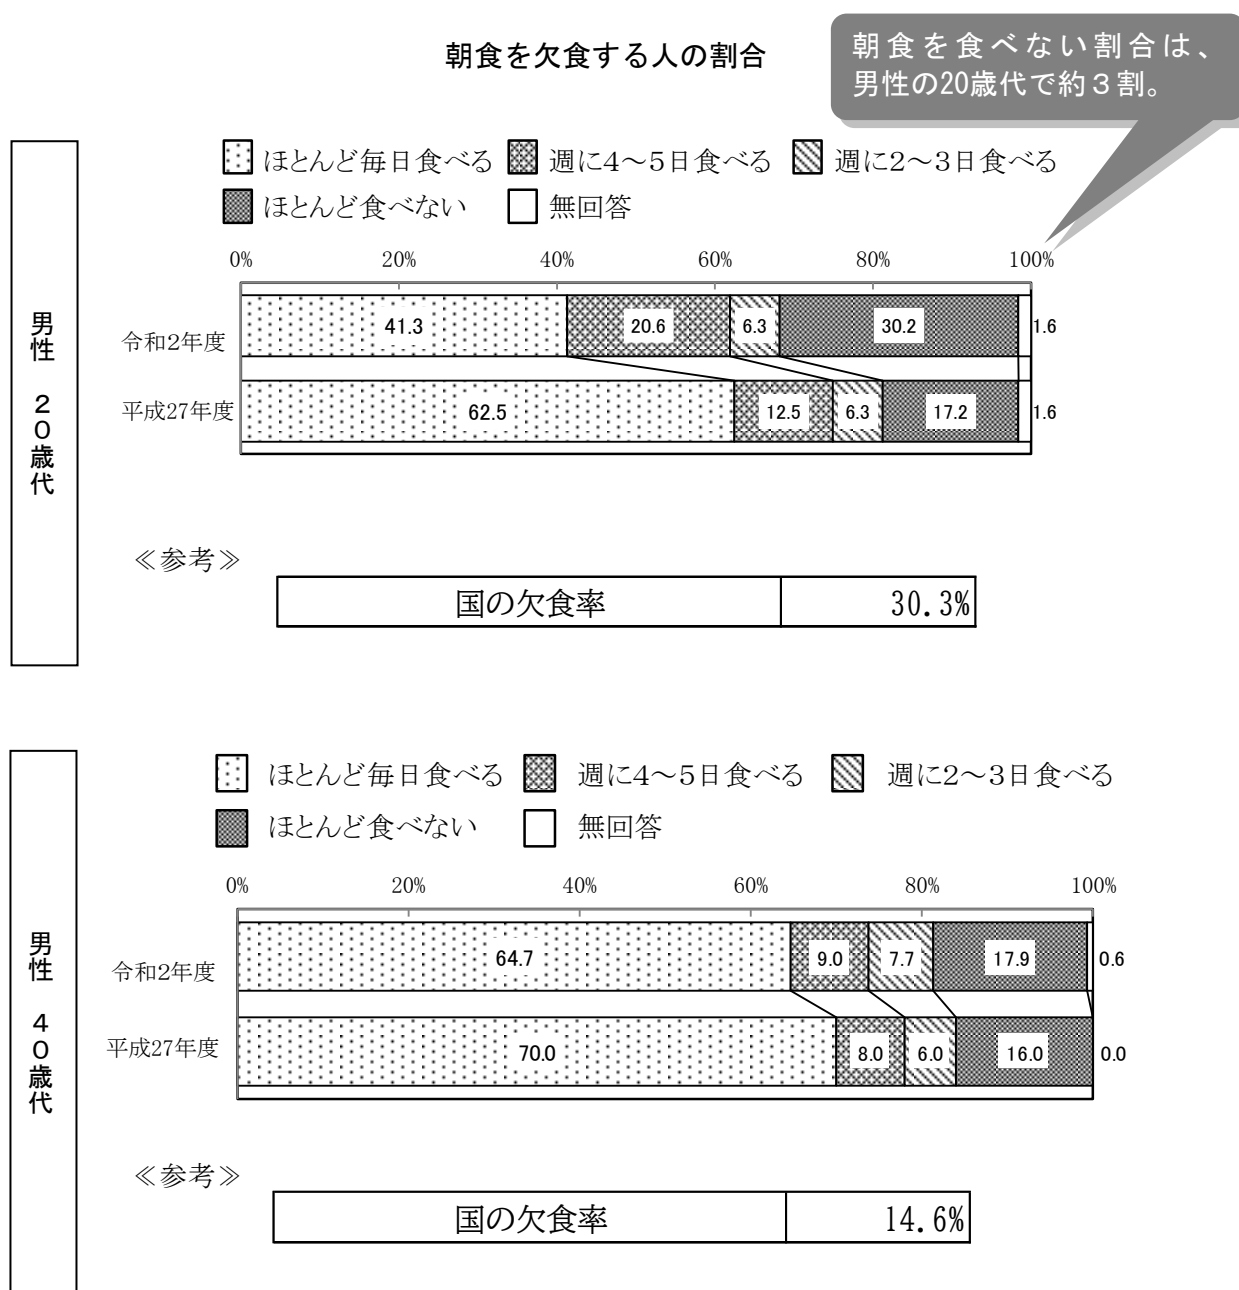 朝食を欠食する人の割合
朝食を食べない割合は、
男性の20歳代で約３割。
男性　２０歳代
ほとんど毎日食べる　週に4～5日食べる　週に2～3日食べる
ほとんど食べない　無回答
0%　20%　40%　60%　80%　100%
令和2年度　41.3　20.6　6.3　30.2　1.6
平成27年度　62.5　12.5　6.3　17.2　1.6
≪参考≫
国の欠食率　30.3%
男性　４０歳代
ほとんど毎日食べる　週に4～5日食べる　週に2～3日食べる
ほとんど食べない　無回答
0%　20%　40%　60%　80%　100%
令和2年度　64.7　9.0　7.7　17.9　0.6
平成27年度　70.0　8.0　6.0　16.0　0.0
≪参考≫
国の欠食率　14.6%